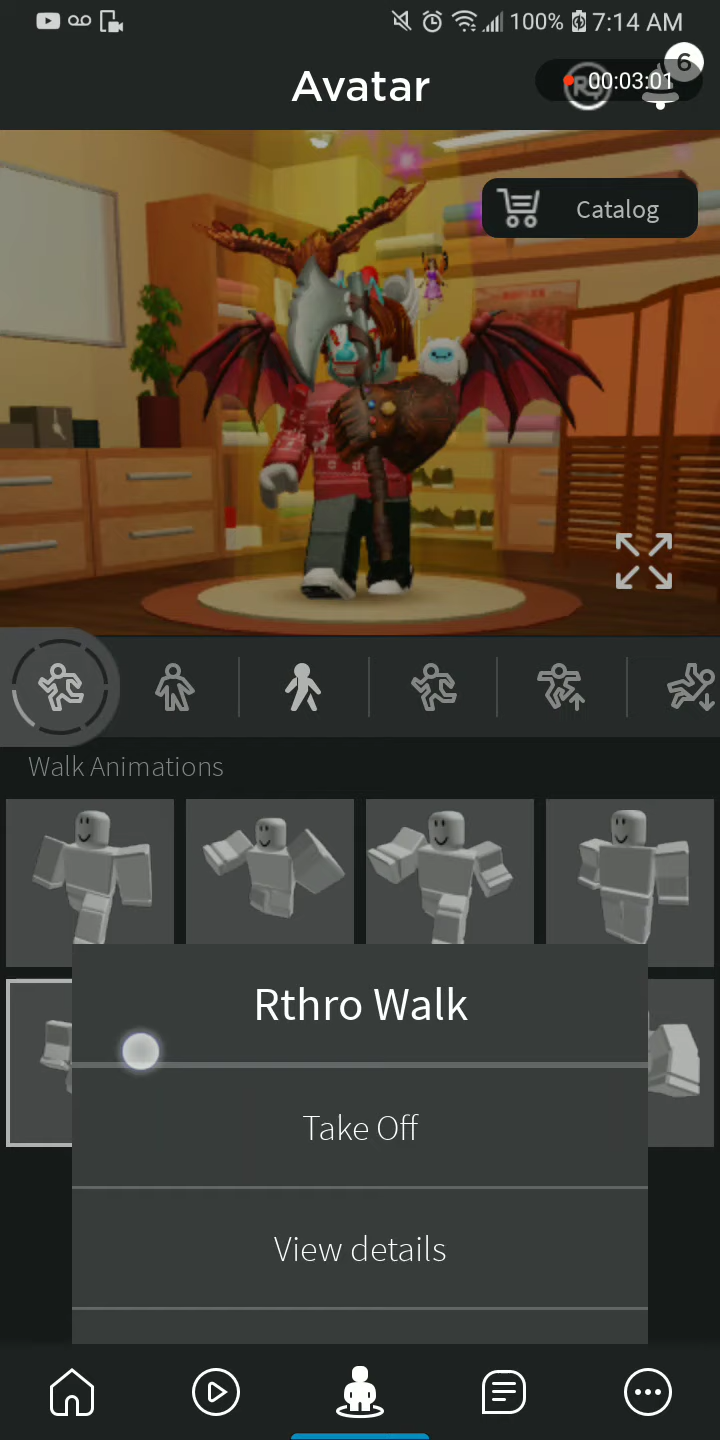 100% 7:14 AM
Avatar
00:03:01
6
Catalog
Walk Animations
Rthro Walk
Take Off
View details